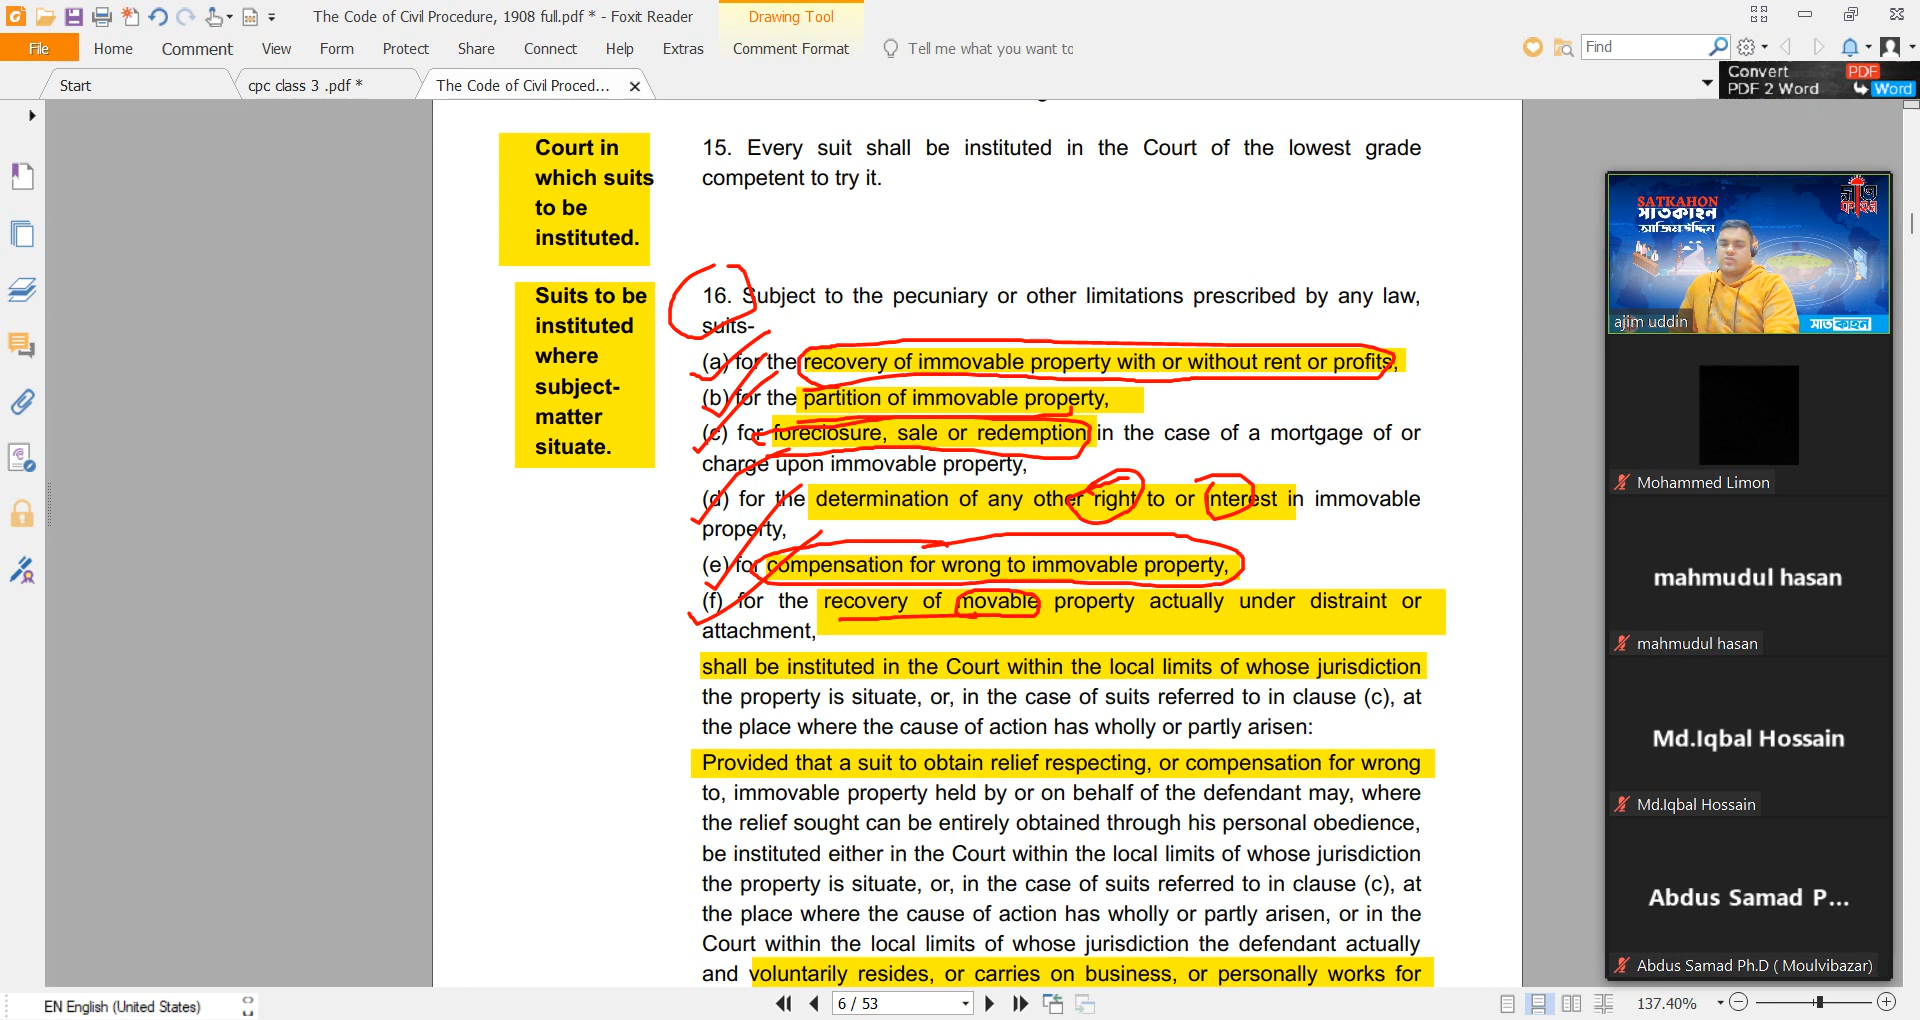 The Code of Civil Procedure, 1908 full.pdf * - Foxit Reader
Drawing Tool
File
Home
Comment
View
Form
Protect
Share
Connect
Help
Extras
Comment Format
Tell me what you want to
Find
Start
cpc class 3 .pdf *
The Code of Civil Proced...
Convert PDF
PDF 2 Word Word
Court in
which suits
to be
instituted.
15. Every suit shall be instituted in the Court of the lowest grade
competent to try it.
Suits to be
instituted
where
subject-
matter
situate.
16. Subject to the pecuniary or other limitations prescribed by any law,
suits-
(a) for the recovery of immovable property with or without rent or profits,
(b) for the partition of immovable property,
(c) for foreclosure, sale or redemption in the case of a mortgage of or
charge upon immovable property,
(d) for the determination of any other right to or interest in immovable
property,
(e) for compensation for wrong to immovable property,
(f) for the recovery of movable property actually under distraint or
attachment,
shall be instituted in the Court within the local limits of whose jurisdiction
the property is situate, or, in the case of suits referred to in clause (c), at
the place where the cause of action has wholly or partly arisen:
Provided that a suit to obtain relief respecting, or compensation for wrong
to, immovable property held by or on behalf of the defendant may, where
the relief sought can be entirely obtained through his personal obedience,
be instituted either in the Court within the local limits of whose jurisdiction
the property is situate, or, in the case of suits referred to in clause (c), at
the place where the cause of action has wholly or partly arisen, or in the
Court within the local limits of whose jurisdiction the defendant actually
and voluntarily resides, or carries on business, or personally works for
SATKAHON
সাতকাহন
আজিম উদ্দিন
সাতকাহন
ajim uddin
সাতকাহন
Mohammed Limon
mahmudul hasan
mahmudul hasan
Md.Iqbal Hossain
Md.Iqbal Hossain
Abdus Samad P...
Abdus Samad Ph.D ( Moulvibazar)
EN English (United States)
6 / 53
137.40%